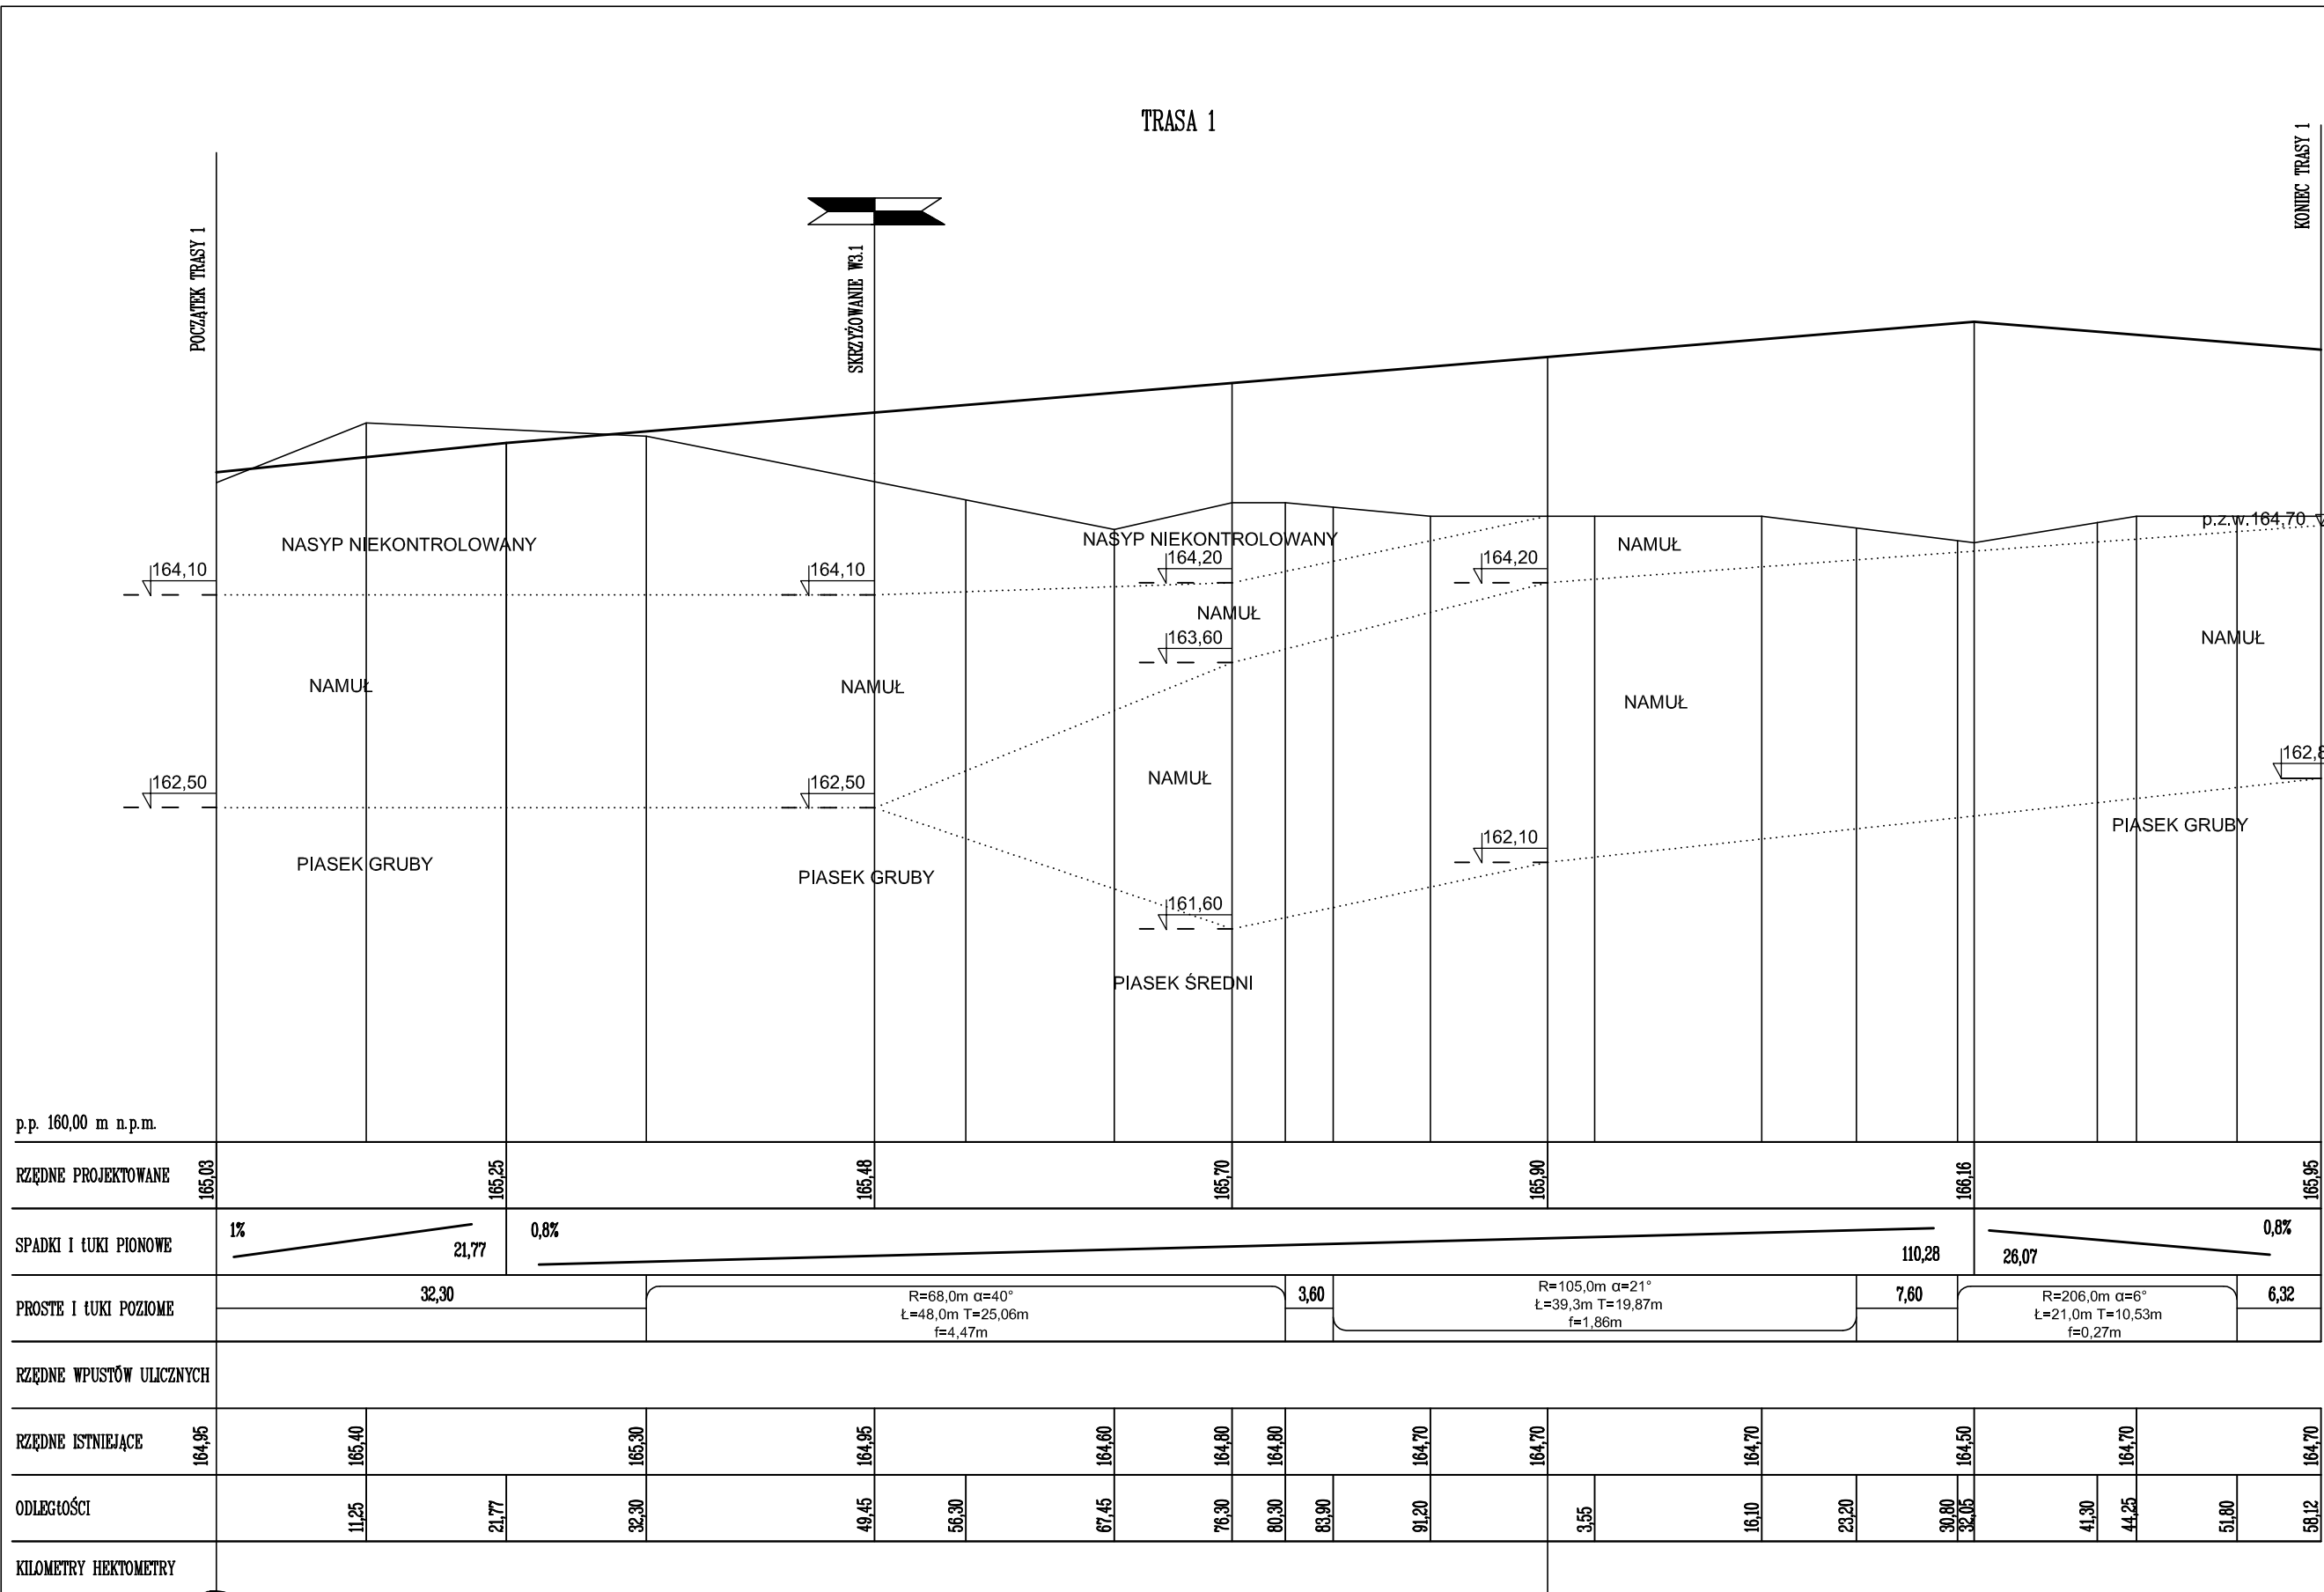 TRASA 1
POCZĄTEK TRASY 1
SKRZYŻOWANIE W3.1
KONIEC TRASY 1
NASYP NIEKONTROLOWANY
NASYP NIEKONTROLOWANY
NAMUŁ
p.z.w. 164,70
164,10
164,10
164,20
164,20
NAMUŁ
163,60
NAMUŁ
NAMUŁ
NAMUŁ
NAMUŁ
162,50
162,50
NAMUŁ
162,8
PIASEK GRUBY
PIASEK GRUBY
162,10
PIASEK GRUBY
161,60
PIASEK ŚREDNI
p.p. 160,00 m n.p.m.
RZĘDNE PROJEKTOWANE 165,03 165,25 165,48 165,70 165,90 166,16 165,95
SPADKI I ŁUKI PIONOWE 1% 21,77 0,8% 110,28 26,07 0,8%
PROSTE I ŁUKI POZIOME 32,30
R=68,0m α=40°
Ł=48,0m T=25,06m
f=4,47m
3,60
R=105,0m α=21°
Ł=39,3m T=19,87m
f=1,86m
7,60
R=206,0m α=6°
Ł=21,0m T=10,53m
f=0,27m
6,32
RZĘDNE WPUSTÓW ULICZNYCH
RZĘDNE ISTNIEJĄCE 164,95 165,40 165,30 164,95 164,60 164,80 164,80 164,70 164,70 164,70 164,50 164,70 164,70
ODLEGŁOŚCI 11,25 21,77 32,30 49,45 56,30 67,45 76,30 80,30 83,90 91,20 3,55 16,10 23,20 30,80 32,05 41,30 44,25 51,80 58,12
KILOMETRY HEKTOMETRY